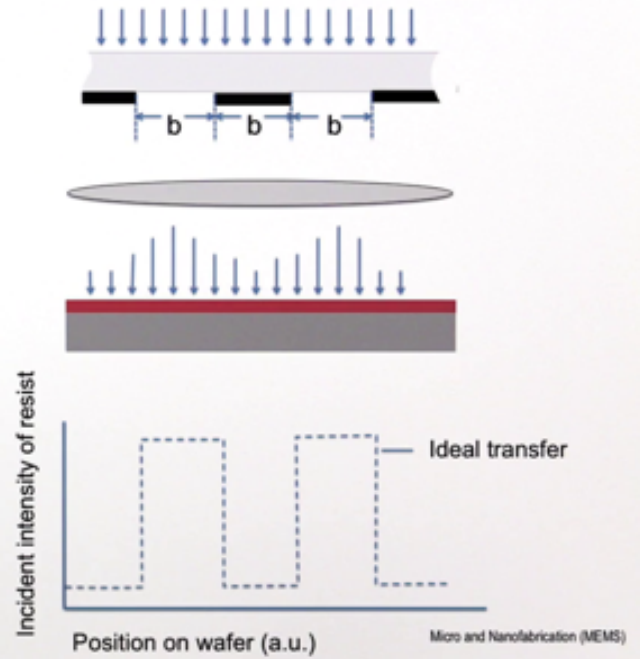 b b b
Incident intensity of resist
Ideal transfer
Position on wafer (a.u.)
Micro and Nanofabrication (MEMS)